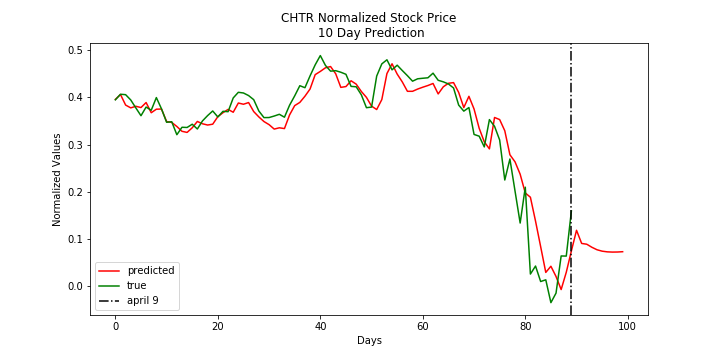 CHTR Normalized Stock Price
10 Day Prediction
0.5
0.4
0.3
0.2
0.1
0.0
Normalized Values
predicted
true
april 9
0 20 40 60 80 100
Days